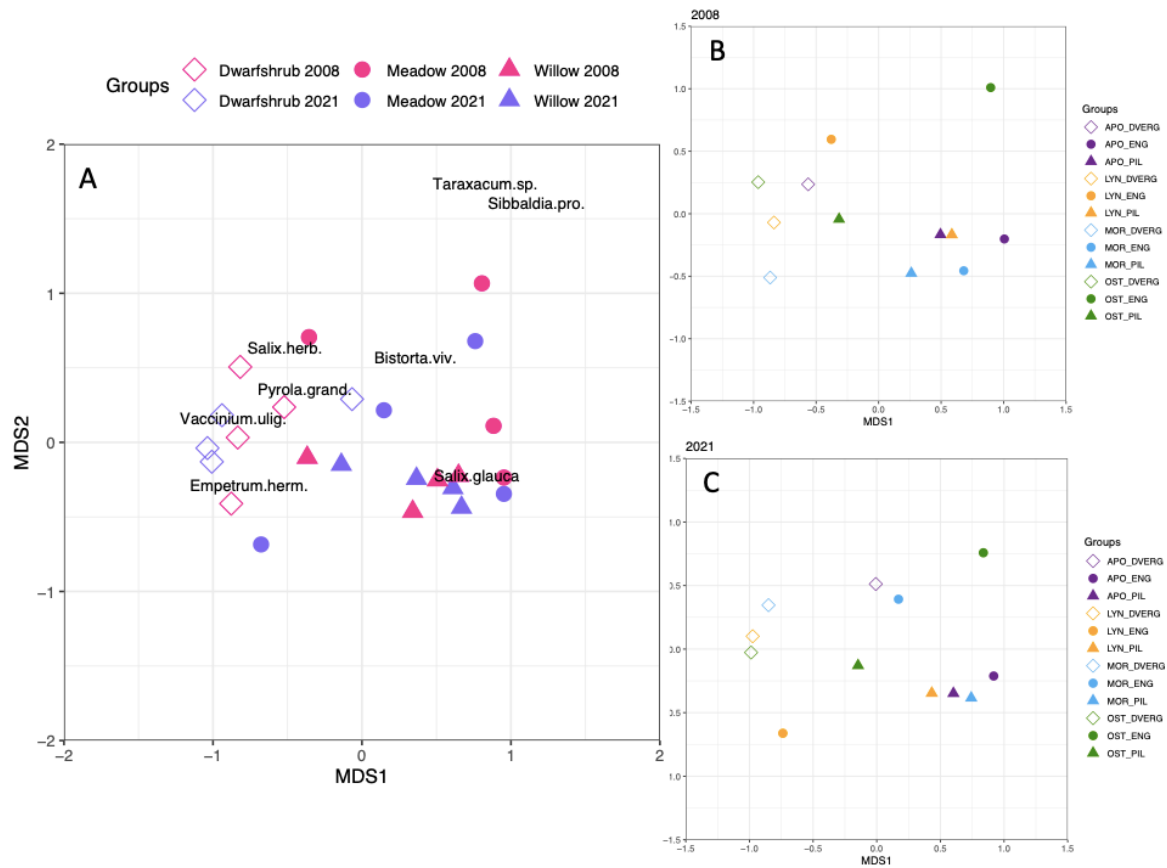 Groups
Dwarfshrub 2008
Meadow 2008
Willow 2008
Dwarfshrub 2021
Meadow 2021
Willow 2021
A
2
1
0
−1
−2
MDS2
Taraxacum.sp.
Sibbaldia.pro.
Salix.herb.
Bistorta.viv.
Pyrola.grand.
Vaccinium.ulig.
Salix.glauca
Empetrum.herm.
−2
−1
0
1
2
MDS1
2008
B
1.5
1.0
0.5
0.0
−0.5
−1.0
−1.5
−1.5
−1.0
−0.5
0.0
0.5
1.0
1.5
MDS1
Groups
APO_DVERG
APO_ENG
APO_PIL
LYN_DVERG
LYN_ENG
LYN_PIL
MOR_DVERG
MOR_ENG
MOR_PIL
OST_DVERG
OST_ENG
OST_PIL
2021
C
1.5
1.0
0.5
0.0
0.5
1.0
1.5
−1.5
−1.0
−0.5
0.0
0.5
1.0
1.5
MDS1
Groups
APO_DVERG
APO_ENG
APO_PIL
LYN_DVERG
LYN_ENG
LYN_PIL
MOR_DVERG
MOR_ENG
MOR_PIL
OST_DVERG
OST_ENG
OST_PIL